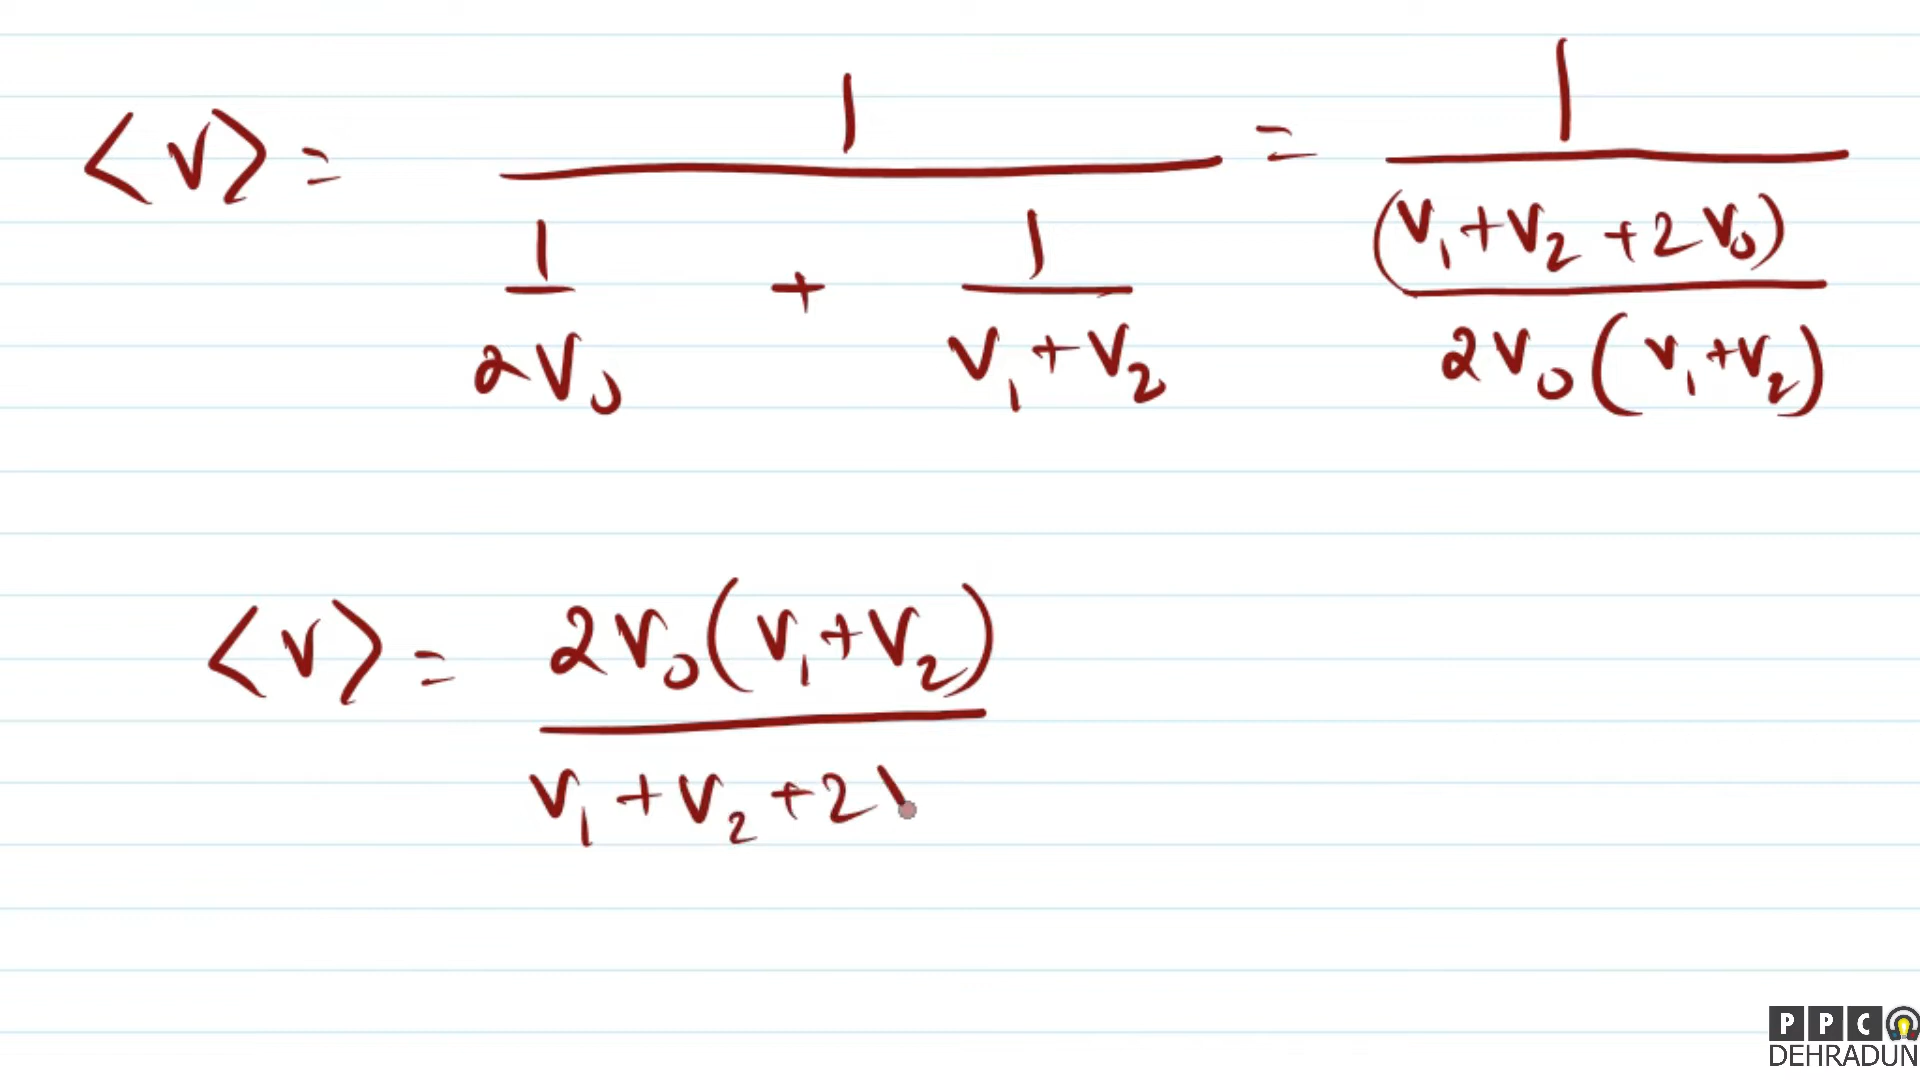 <V> = 1 / (1/2V₀ + 1/(V₁+V₂)) = 1 / ((V₁+V₂+2V₀) / 2V₀(V₁+V₂))
<V> = 2V₀(V₁+V₂) / V₁+V₂+2\
PPC
DEHRADUN